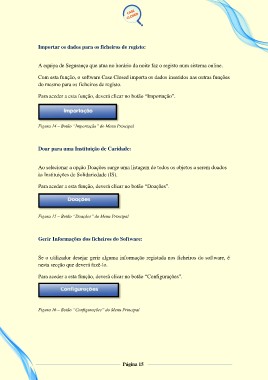 CASE CLOSED
Importar os dados para os ficheiros de registo:
A equipa de Segurança que atua no horário da noite faz o registo num sistema online.
Com esta função, o software Case Closed importa os dados inseridos nas outras funções
do mesmo para os ficheiros de registo.
Para aceder a esta função, deverá clicar no botão “Importação”.
Importação
Figura 14 – Botão “Importação” do Menu Principal
Doar para uma Instituição de Caridade:
Ao selecionar a opção Doações surge uma listagem de todos os objetos a serem doados
às Instituições de Solidariedade (IS).
Para aceder a esta função, deverá clicar no botão “Doações”.
Doações
Figura 15 – Botão “Doações” do Menu Principal
Gerir Informações dos ficheiros do Software:
Se o utilizador desejar gerir alguma informação registada nos ficheiros do software, é
nesta secção que deverá fazê-lo.
Para aceder a esta função, deverá clicar no botão “Configurações”.
Configurações
Figura 16 – Botão “Configurações” do Menu Principal
Página 15